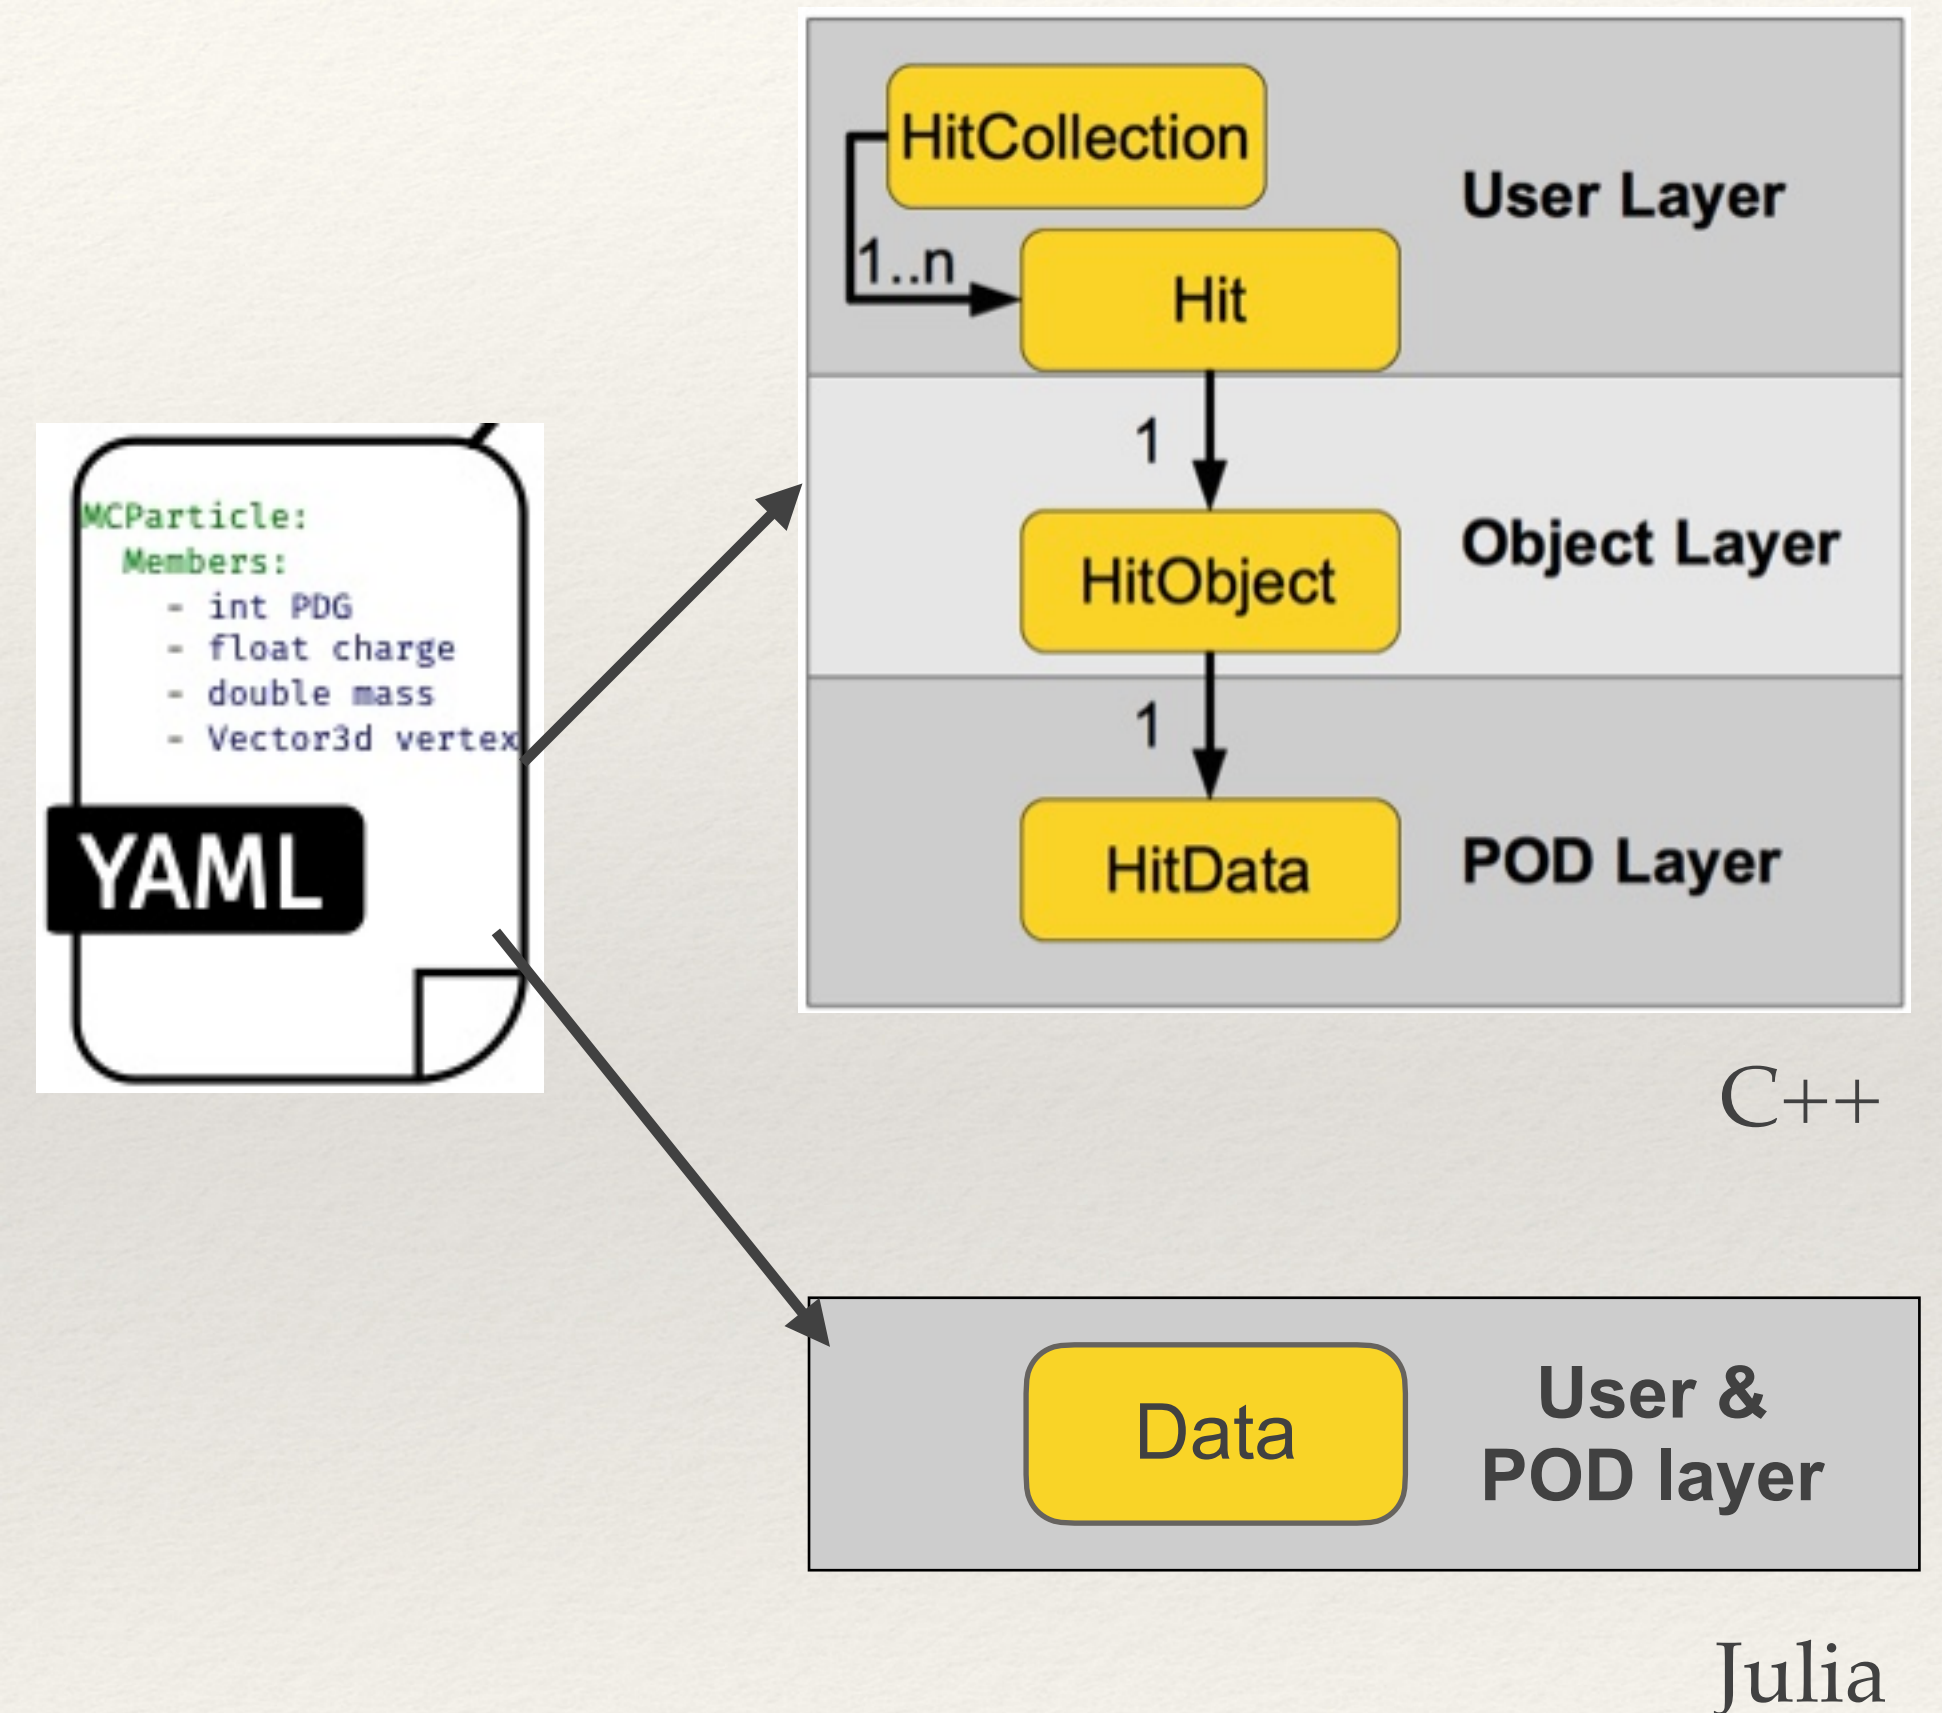 MCParticle:
Members:
- int PDG
- float charge
- double mass
- Vector3d vertex
YAML
HitCollection
User Layer
1..n
Hit
1
HitObject
Object Layer
1
HitData
POD Layer
C++
Data
User &
POD layer
Julia